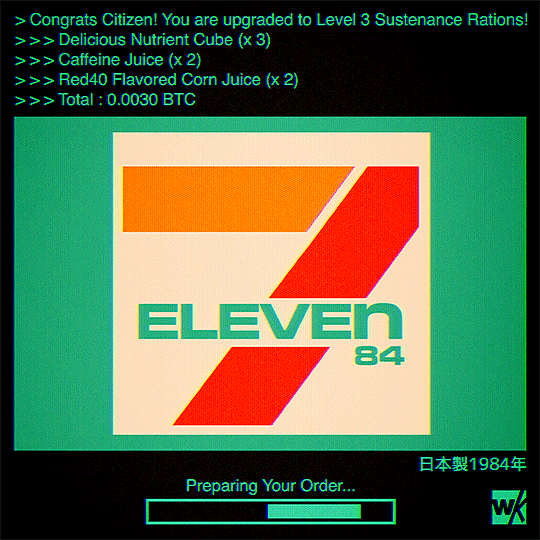 > Congrats Citizen! You are upgraded to Level 3 Sustenance Rations!
>>> Delicious Nutrient Cube (x 3)
>>> Caffeine Juice (x 2)
>>> Red40 Flavored Corn Juice (x 2)
>>> Total : 0.0030 BTC
7
ELEVEn
84
日本製1984年
Preparing Your Order...
WK